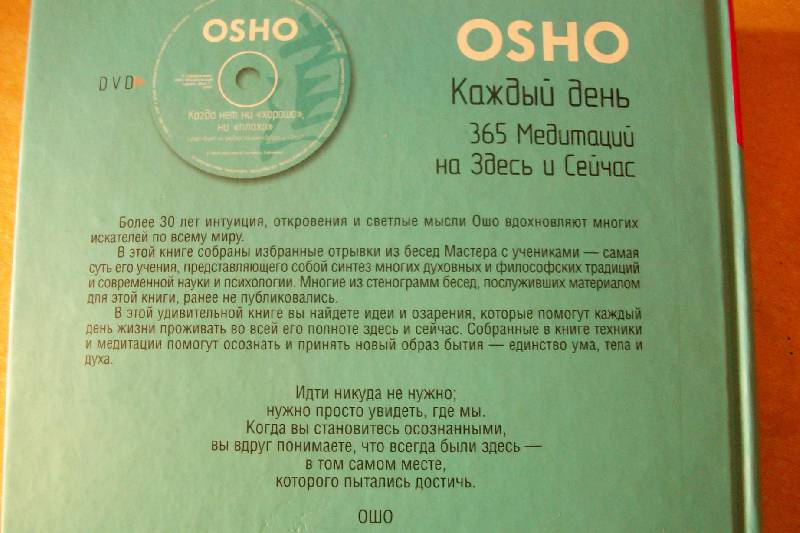 OSHO
DVD
Когда нет ни «хорошо»,
ни «плохо»
OSHO
Каждый день
365 Медитаций
на Здесь и Сейчас
Более 30 лет интуиция, откровения и светлые мысли Ошо вдохновляют многих
искателей по всему миру.
В этой книге собраны избранные отрывки из бесед Мастера с учениками — самая
суть его учения, представляющего собой синтез многих духовных и философских традиций
и современной науки и психологии. Многие из стенограмм бесед, послуживших материалом
для этой книги, ранее не публиковались.
В этой удивительной книге вы найдете идеи и озарения, которые помогут каждый
день жизни проживать во всей его полноте здесь и сейчас. Собранные в книге техники
и медитации помогут осознать и принять новый образ бытия — единство ума, тела и
духа.
Идти никуда не нужно;
нужно просто увидеть, где мы.
Когда вы становитесь осознанными,
вы вдруг понимаете, что всегда были здесь —
в том самом месте,
которого пытались достичь.
ОШО